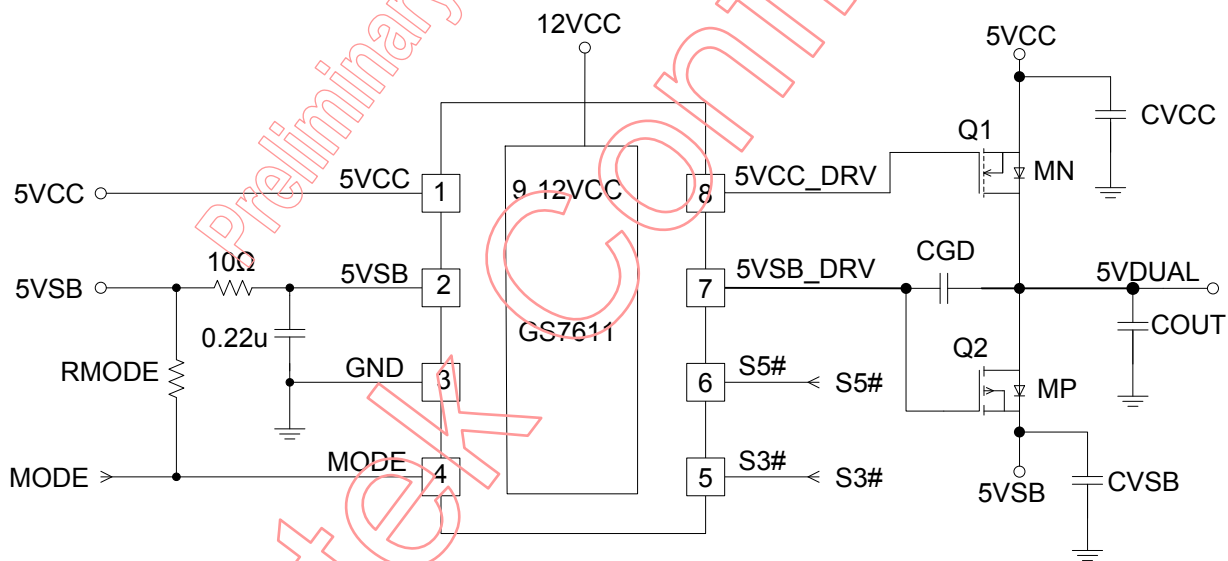 12VCC
5VCC
CVCC
Q1
MN
5VCC
5VCC
1
9 12VCC
8
5VCC_DRV
10Ω
5VSB
5VSB
2
7
5VSB_DRV
CGD
5VDUAL
COUT
0.22u
GS7611
Q2
MP
RMODE
GND
3
6
S5#
S5#
MODE
MODE
4
5
S3#
S3#
5VSB
CVSB
Preliminary
Conf
tek